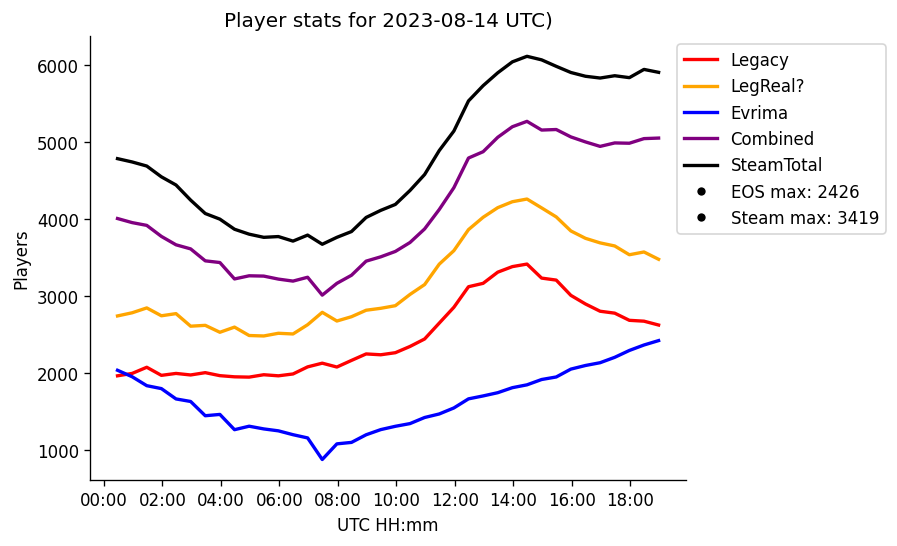 Player stats for 2023-08-14 UTC)
Legacy
LegReal?
Evrima
Combined
SteamTotal
EOS max: 2426
Steam max: 3419
Players
6000
5000
4000
3000
2000
1000
00:00 02:00 04:00 06:00 08:00 10:00 12:00 14:00 16:00 18:00
UTC HH:mm